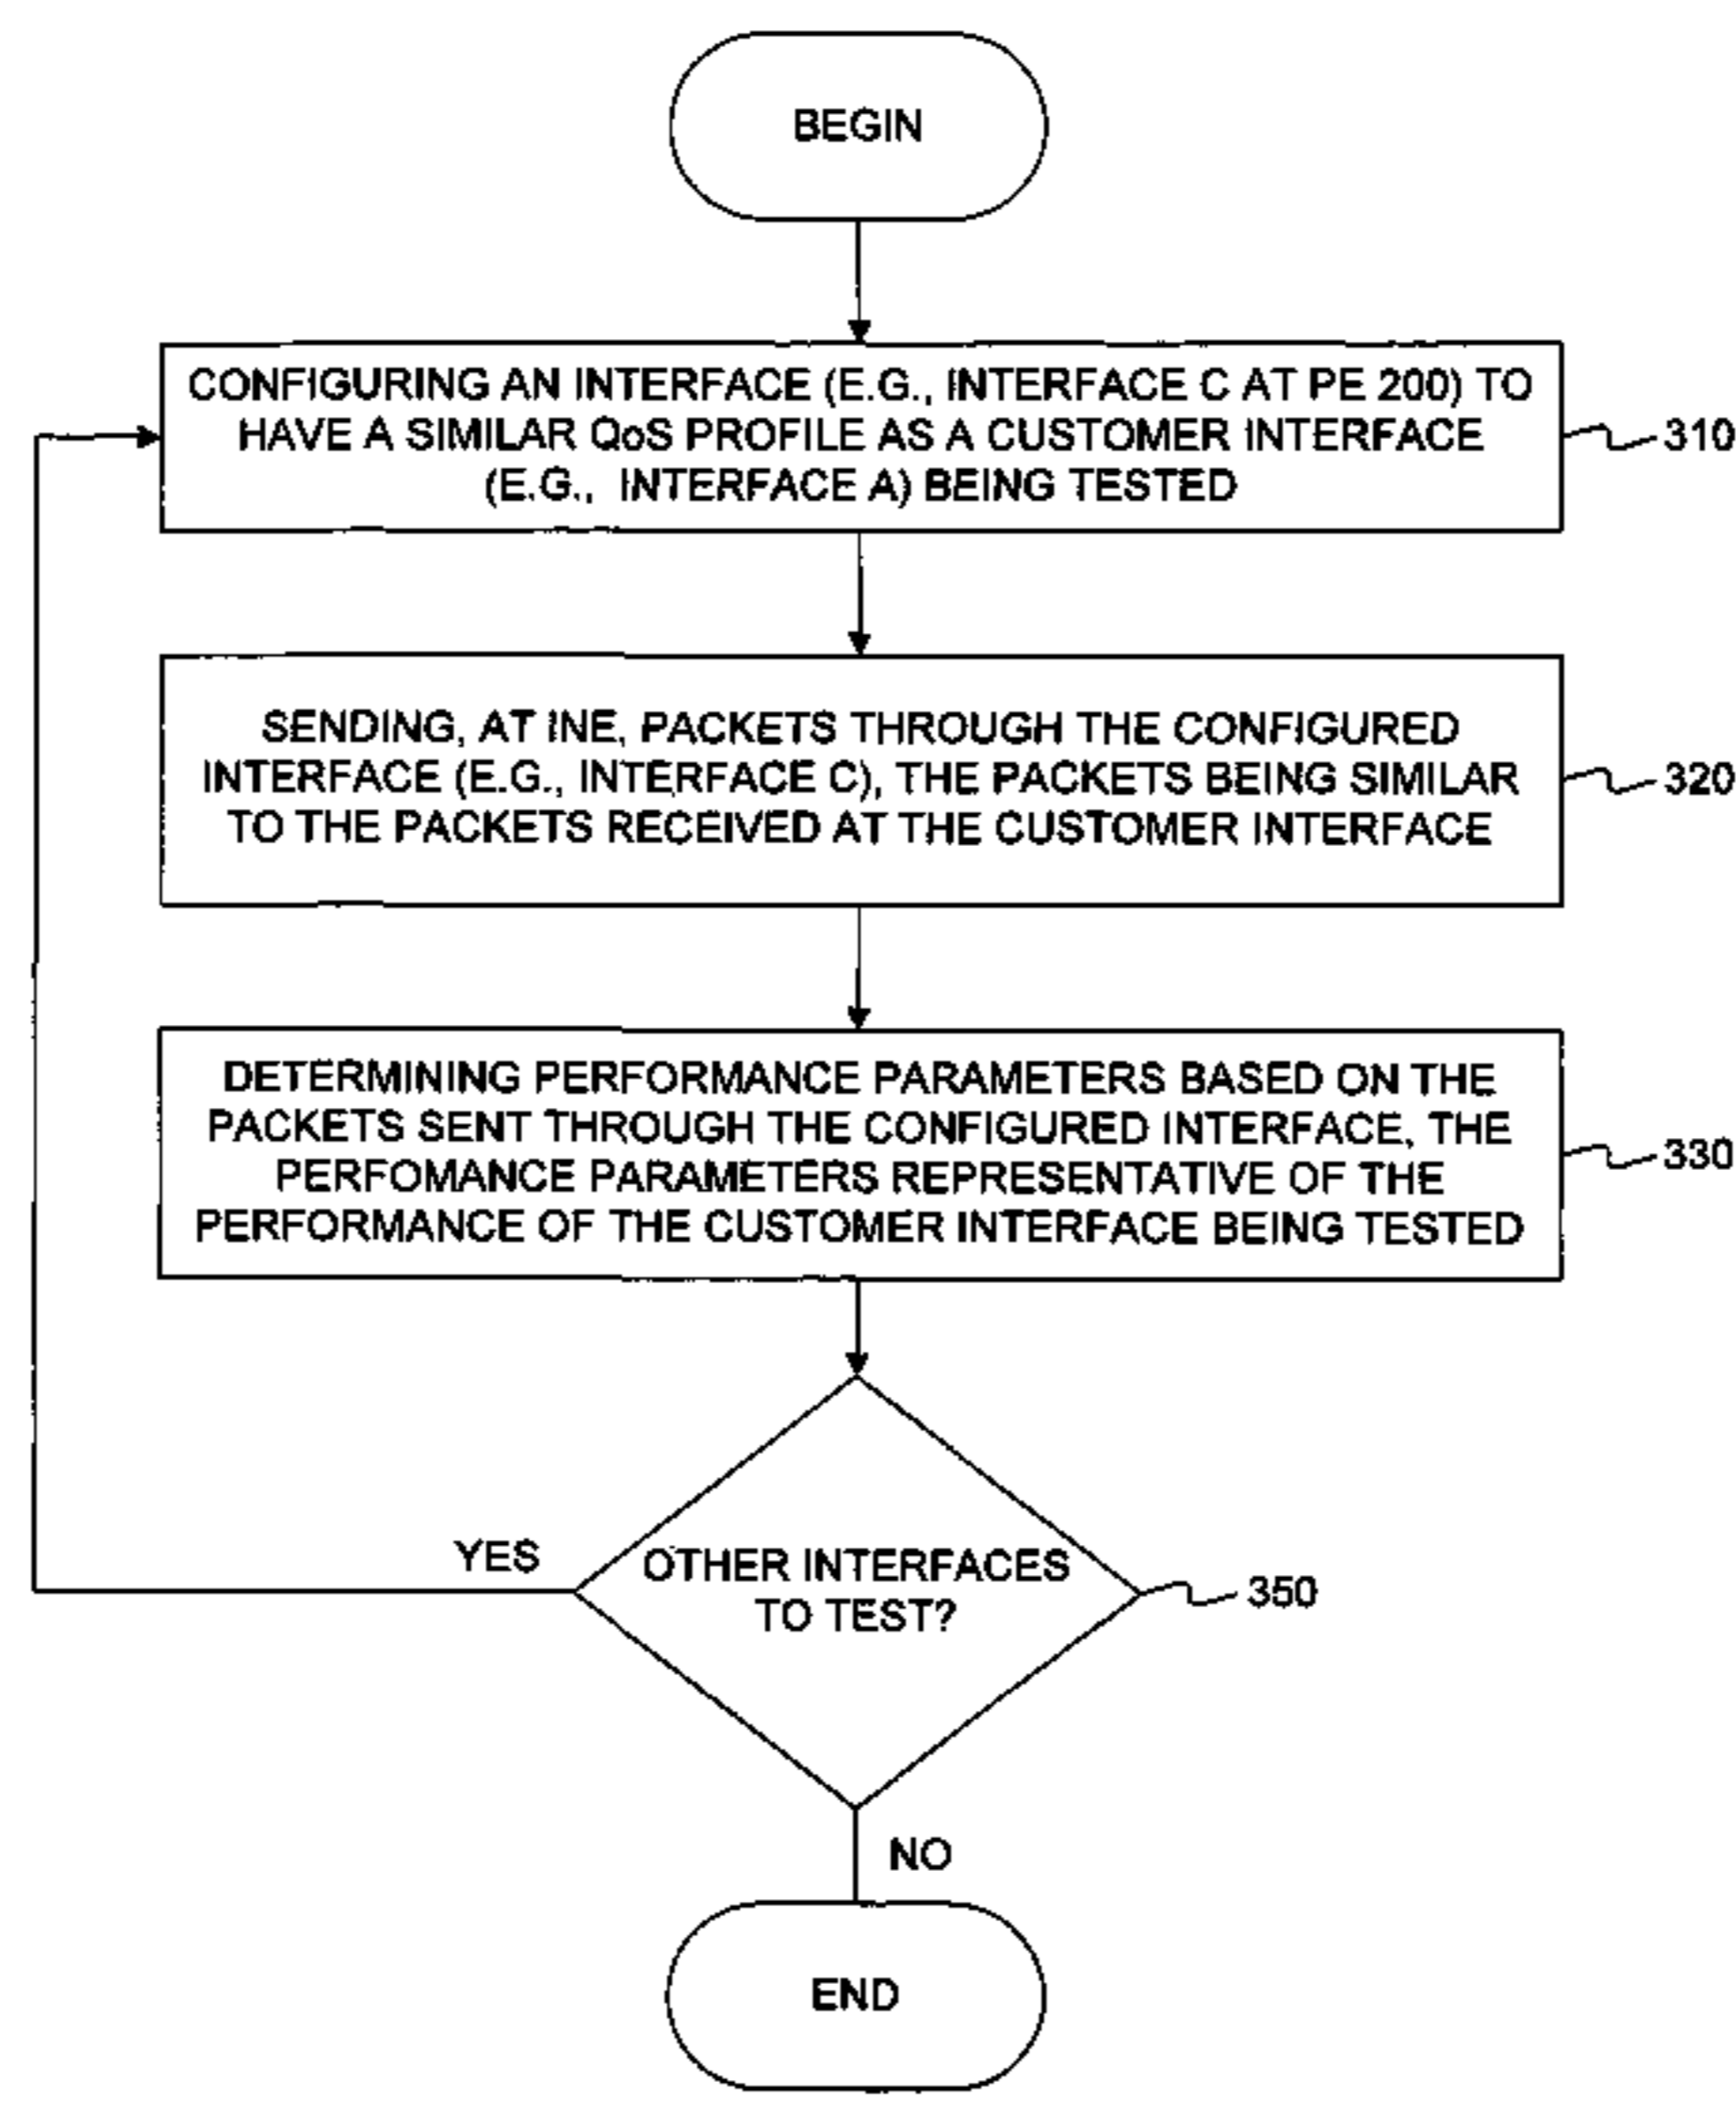 BEGIN
CONFIGURING AN INTERFACE (E.G., INTERFACE C AT PE 200) TO
HAVE A SIMILAR QoS PROFILE AS A CUSTOMER INTERFACE
(E.G., INTERFACE A) BEING TESTED
310
SENDING, AT INE, PACKETS THROUGH THE CONFIGURED
INTERFACE (E.G., INTERFACE C), THE PACKETS BEING SIMILAR
TO THE PACKETS RECEIVED AT THE CUSTOMER INTERFACE
320
DETERMINING PERFORMANCE PARAMETERS BASED ON THE
PACKETS SENT THROUGH THE CONFIGURED INTERFACE, THE
PERFOMANCE PARAMETERS REPRESENTATIVE OF THE
PERFORMANCE OF THE CUSTOMER INTERFACE BEING TESTED
330
YES
OTHER INTERFACES
TO TEST?
350
NO
END